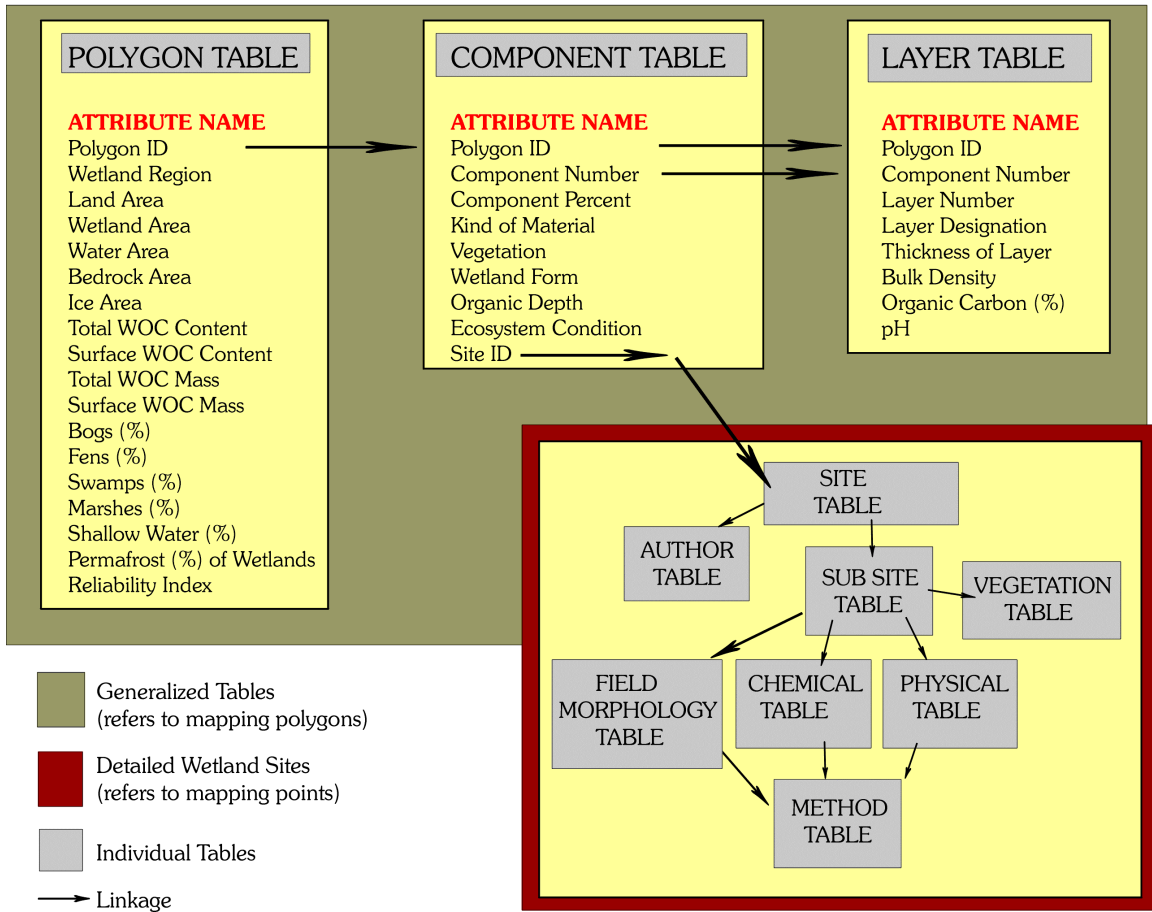 POLYGON TABLE
ATTRIBUTE NAME
Polygon ID
Wetland Region
Land Area
Wetland Area
Water Area
Bedrock Area
Ice Area
Total WOC Content
Surface WOC Content
Total WOC Mass
Surface WOC Mass
Bogs (%)
Fens (%)
Swamps (%)
Marshes (%)
Shallow Water (%)
Permafrost (%) of Wetlands
Reliability Index
COMPONENT TABLE
ATTRIBUTE NAME
Polygon ID
Component Number
Component Percent
Kind of Material
Vegetation
Wetland Form
Organic Depth
Ecosystem Condition
Site ID
LAYER TABLE
ATTRIBUTE NAME
Polygon ID
Component Number
Layer Number
Layer Designation
Thickness of Layer
Bulk Density
Organic Carbon (%)
pH
SITE
TABLE
AUTHOR
TABLE
SUB SITE
TABLE
VEGETATION
TABLE
FIELD
MORPHOLOGY
TABLE
CHEMICAL
TABLE
PHYSICAL
TABLE
METHOD
TABLE
Generalized Tables
(refers to mapping polygons)
Detailed Wetland Sites
(refers to mapping points)
Individual Tables
Linkage